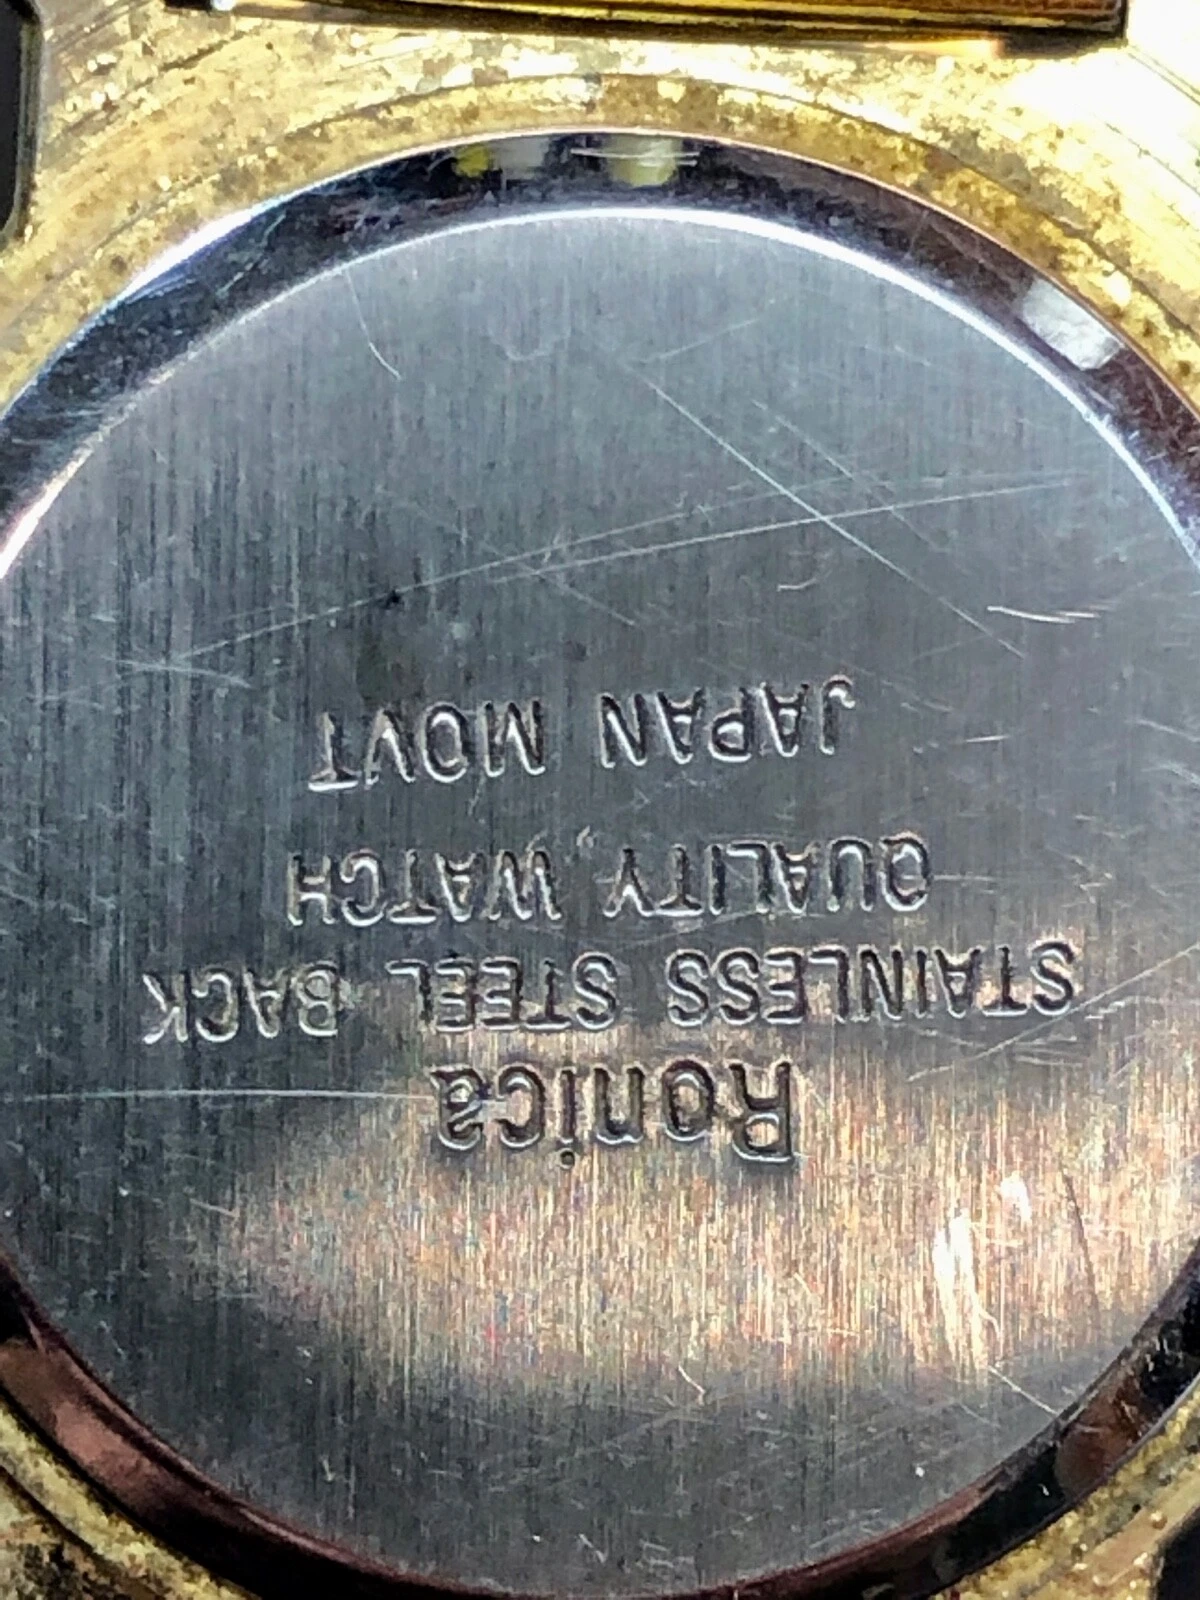 Ronica
STAINLESS STEEL BACK
QUALITY WATCH
JAPAN MOVT